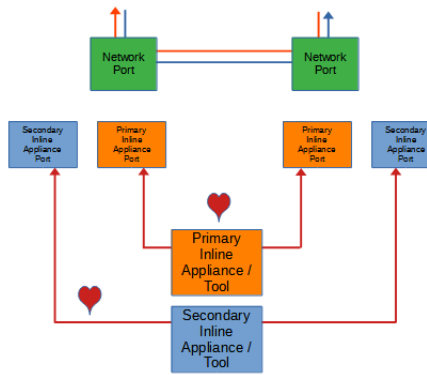 Network
Port
Network
Port
Secondary
Inline
Appliance
Port
Primary
Inline
Appliance
Port
Primary
Inline
Appliance
Port
Secondary
Inline
Appliance
Port
Primary
Inline
Appliance /
Tool
Secondary
Inline
Appliance /
Tool